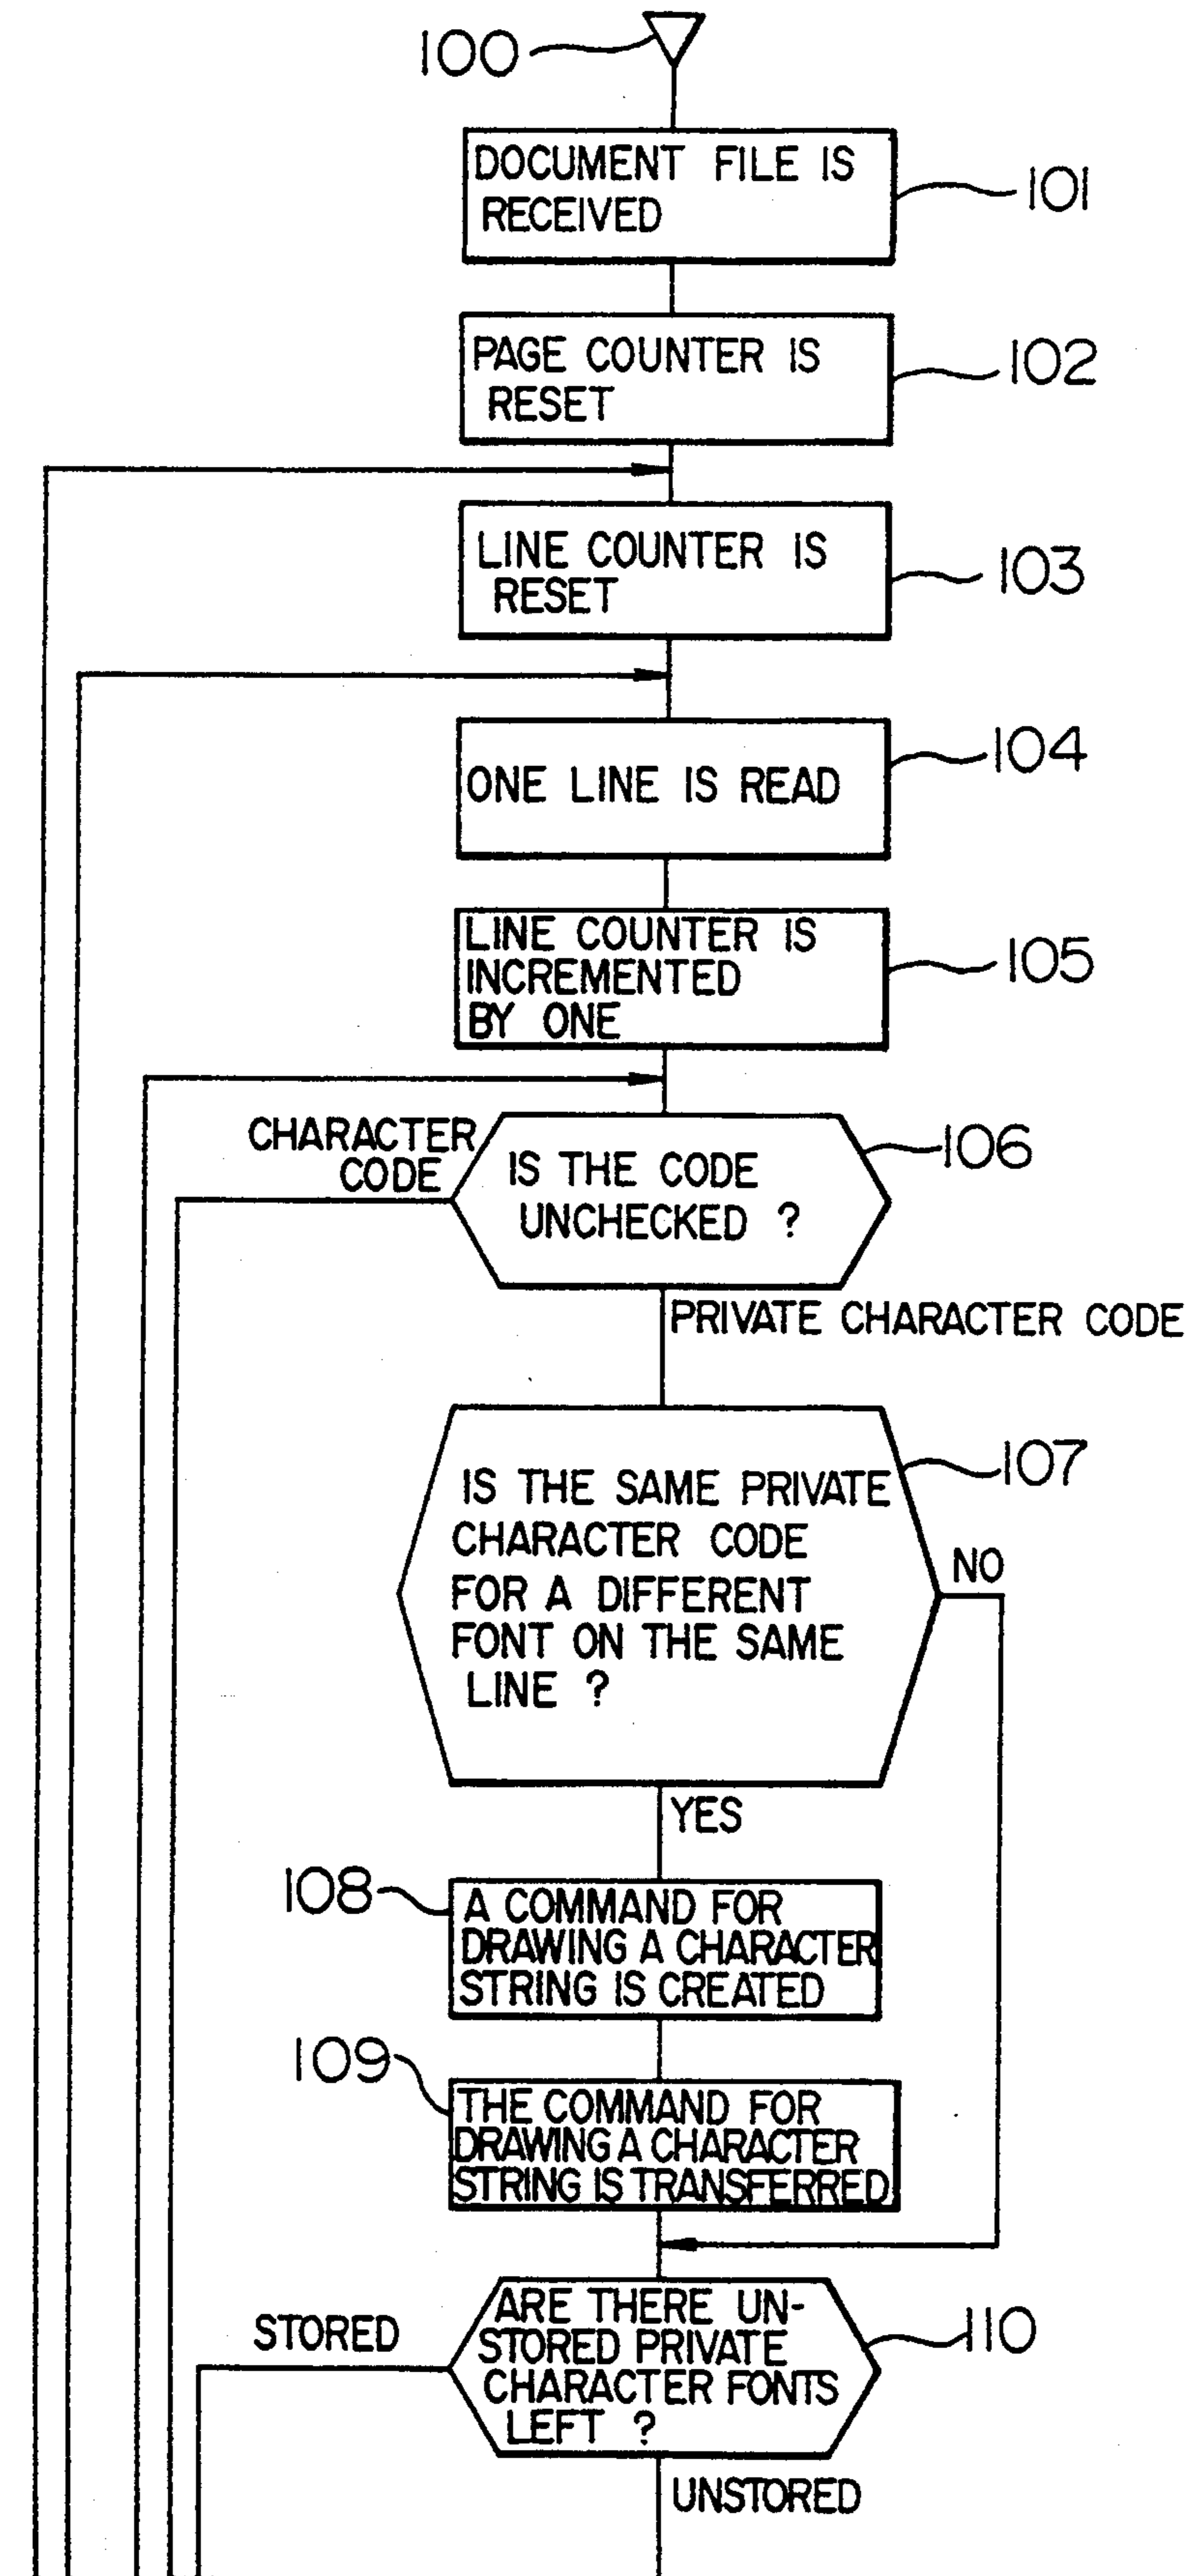 100
DOCUMENT FILE IS
RECEIVED
101
PAGE COUNTER IS
RESET
102
LINE COUNTER IS
RESET
103
ONE LINE IS READ
104
LINE COUNTER IS
INCREMENTED
BY ONE
105
CHARACTER
CODE
IS THE CODE
UNCHECKED ?
106
PRIVATE CHARACTER CODE
IS THE SAME PRIVATE
CHARACTER CODE
FOR A DIFFERENT
FONT ON THE SAME
LINE ?
107
NO
YES
108
A COMMAND FOR
DRAWING A CHARACTER
STRING IS CREATED
109
THE COMMAND FOR
DRAWING A CHARACTER
STRING IS TRANSFERRED
STORED
ARE THERE UN-
STORED PRIVATE
CHARACTER FONTS
LEFT ?
110
UNSTORED